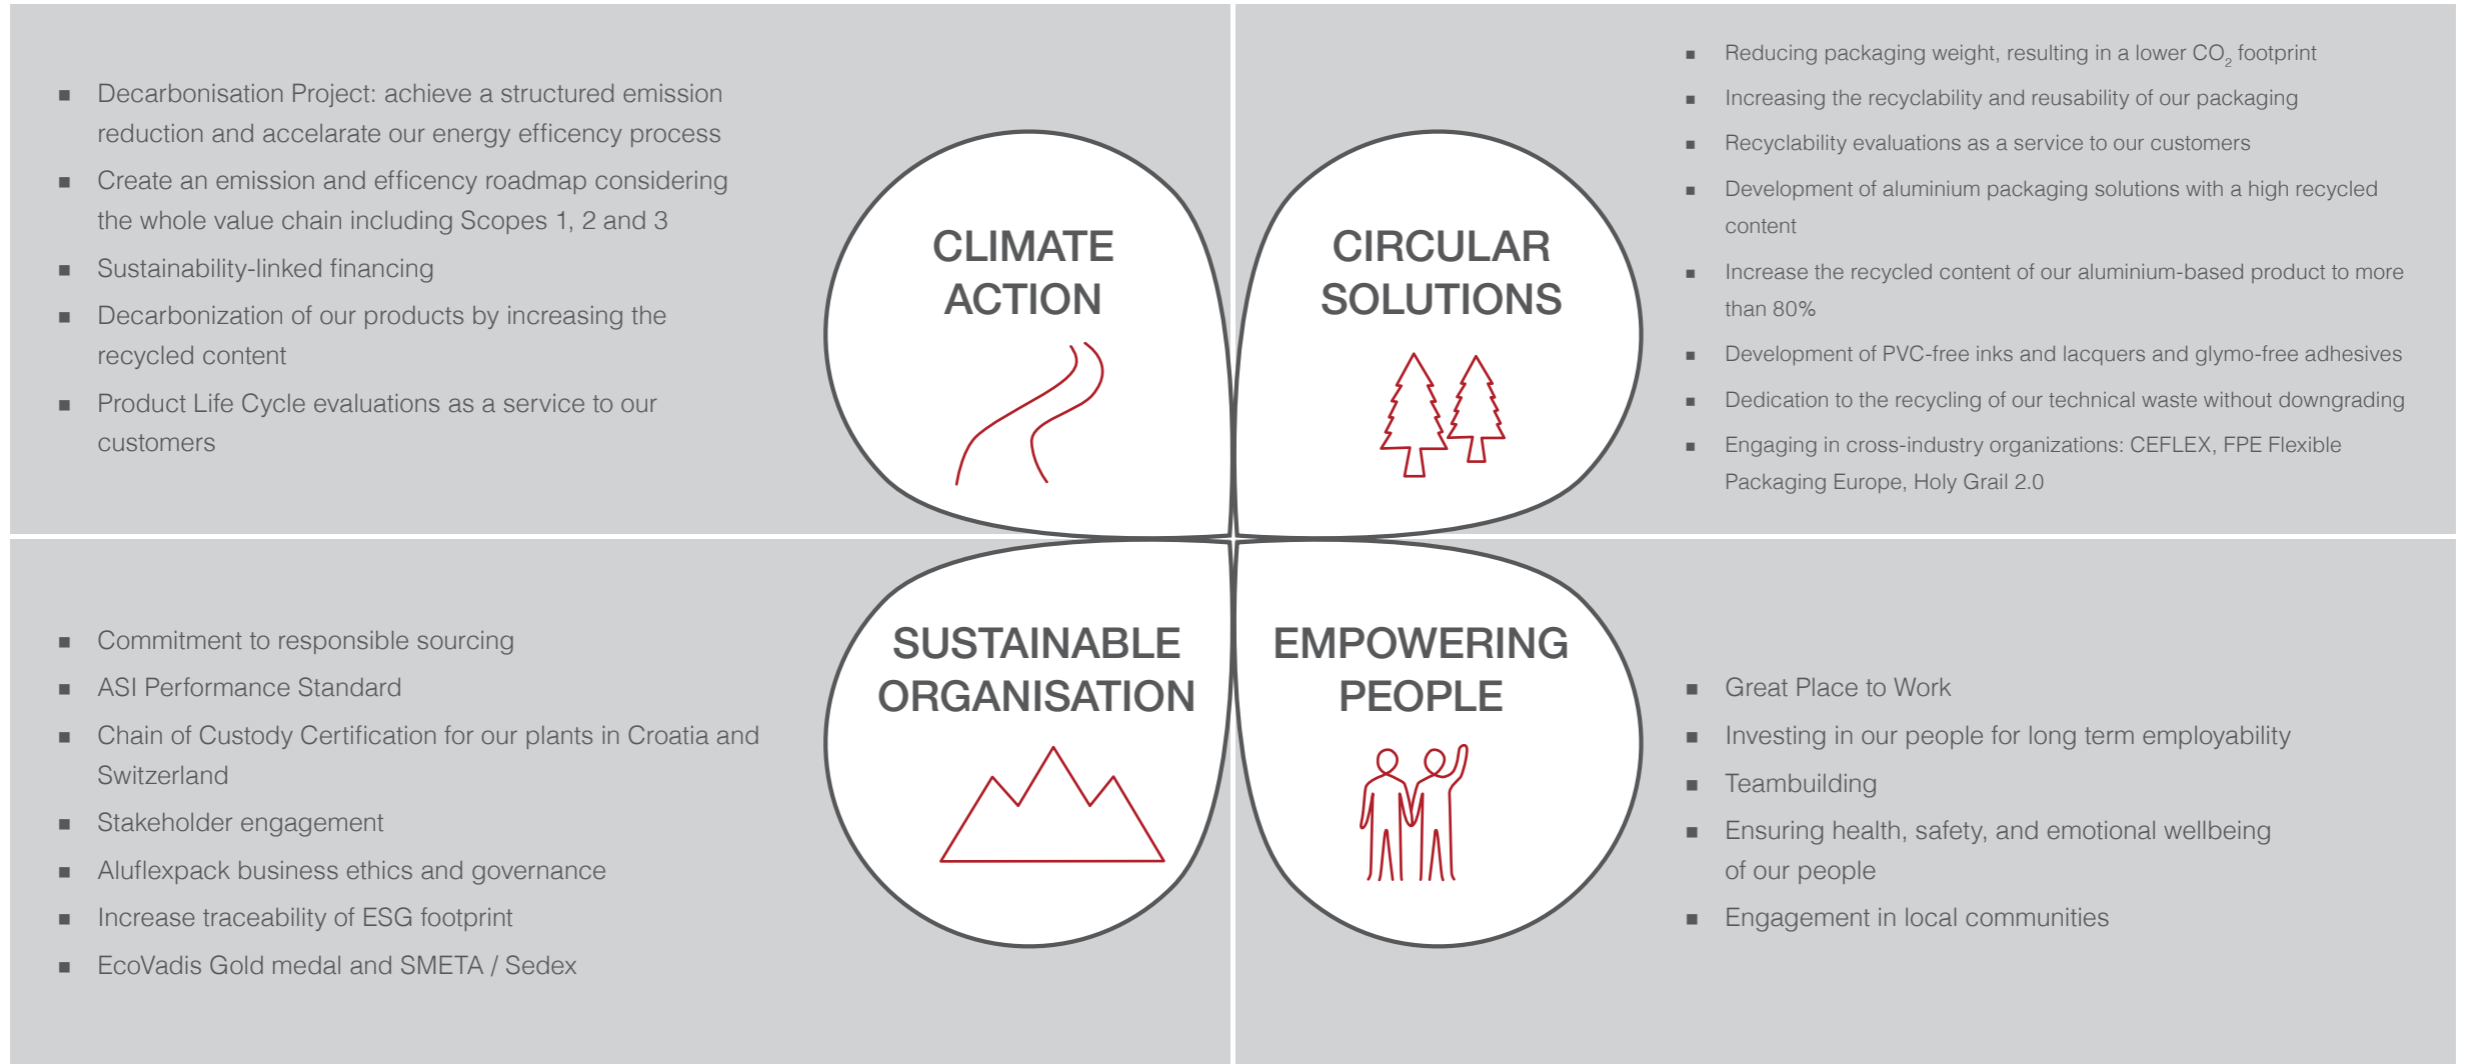 ■ Decarbonisation Project: achieve a structured emission
reduction and accelarate our energy efficency process
■ Create an emission and efficency roadmap considering
the whole value chain including Scopes 1, 2 and 3
■ Sustainability-linked financing
■ Decarbonization of our products by increasing the
recycled content
■ Product Life Cycle evaluations as a service to our
customers
CLIMATE
ACTION
CIRCULAR
SOLUTIONS
■ Reducing packaging weight, resulting in a lower CO₂ footprint
■ Increasing the recyclability and reusability of our packaging
■ Recyclability evaluations as a service to our customers
■ Development of aluminium packaging solutions with a high recycled
content
■ Increase the recycled content of our aluminium-based product to more
than 80%
■ Development of PVC-free inks and lacquers and glymo-free adhesives
■ Dedication to the recycling of our technical waste without downgrading
■ Engaging in cross-industry organizations: CEFLEX, FPE Flexible
Packaging Europe, Holy Grail 2.0
■ Commitment to responsible sourcing
■ ASI Performance Standard
■ Chain of Custody Certification for our plants in Croatia and
Switzerland
■ Stakeholder engagement
■ Aluflexpack business ethics and governance
■ Increase traceability of ESG footprint
■ EcoVadis Gold medal and SMETA / Sedex
SUSTAINABLE
ORGANISATION
EMPOWERING
PEOPLE
■ Great Place to Work
■ Investing in our people for long term employability
■ Teambuilding
■ Ensuring health, safety, and emotional wellbeing
of our people
■ Engagement in local communities